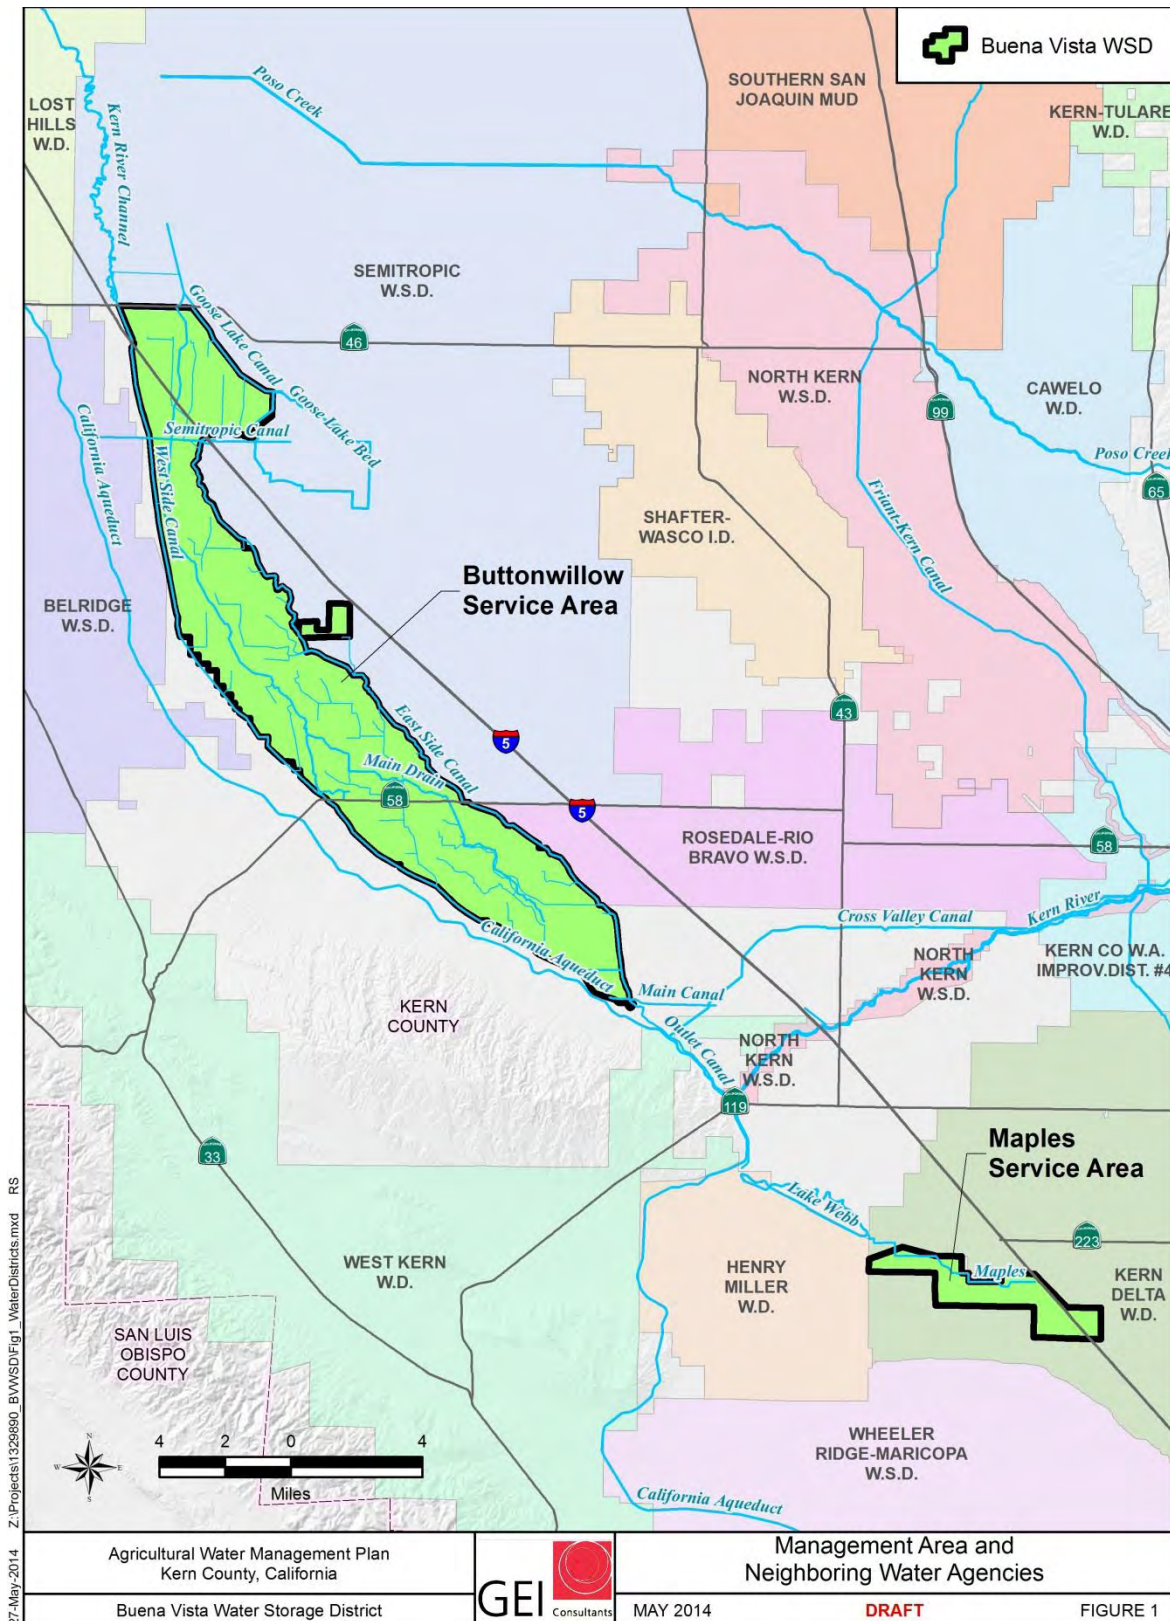 Buena Vista WSD
Poso Creek
SOUTHERN SAN
JOAQUIN MUD
KERN-TULARE
W.D.
LOST
HILLS
W.D.
Kern River Channel
SEMITROPIC
W.S.D.
Goose Lake Canal
46
Goose Lake Bed
NORTH KERN
W.S.D.
CAWELO
W.D.
99
California Aqueduct
Semitropic Canal
West Side Canal
Poso Creek
65
SHAFTER-
WASCO I.D.
Friant-Kern Canal
Buttonwillow
Service Area
BELRIDGE
W.S.D.
43
East Side Canal
5
Main Drain
58
5
ROSEDALE-RIO
BRAVO W.S.D.
58
Cross Valley Canal
Kern River
California Aqueduct
NORTH
KERN
W.S.D.
KERN CO W.A.
IMPROV.DIST. #4
Main Canal
KERN
COUNTY
Outlet Canal
NORTH
KERN
W.S.D.
119
33
Maples
Service Area
Lake Webb
223
WEST KERN
W.D.
HENRY
MILLER
W.D.
Maples
KERN
DELTA
W.D.
SAN LUIS
OBISPO
COUNTY
WHEELER
RIDGE-MARICOPA
W.S.D.
N
W E
S
4 2 0 4
Miles
California Aqueduct
27-May-2014 Z:\Projects\1329890_BVWSD\Fig1_WaterDistricts.mxd RS
Agricultural Water Management Plan
Kern County, California
Buena Vista Water Storage District
GEI Consultants
Management Area and
Neighboring Water Agencies
MAY 2014 DRAFT FIGURE 1